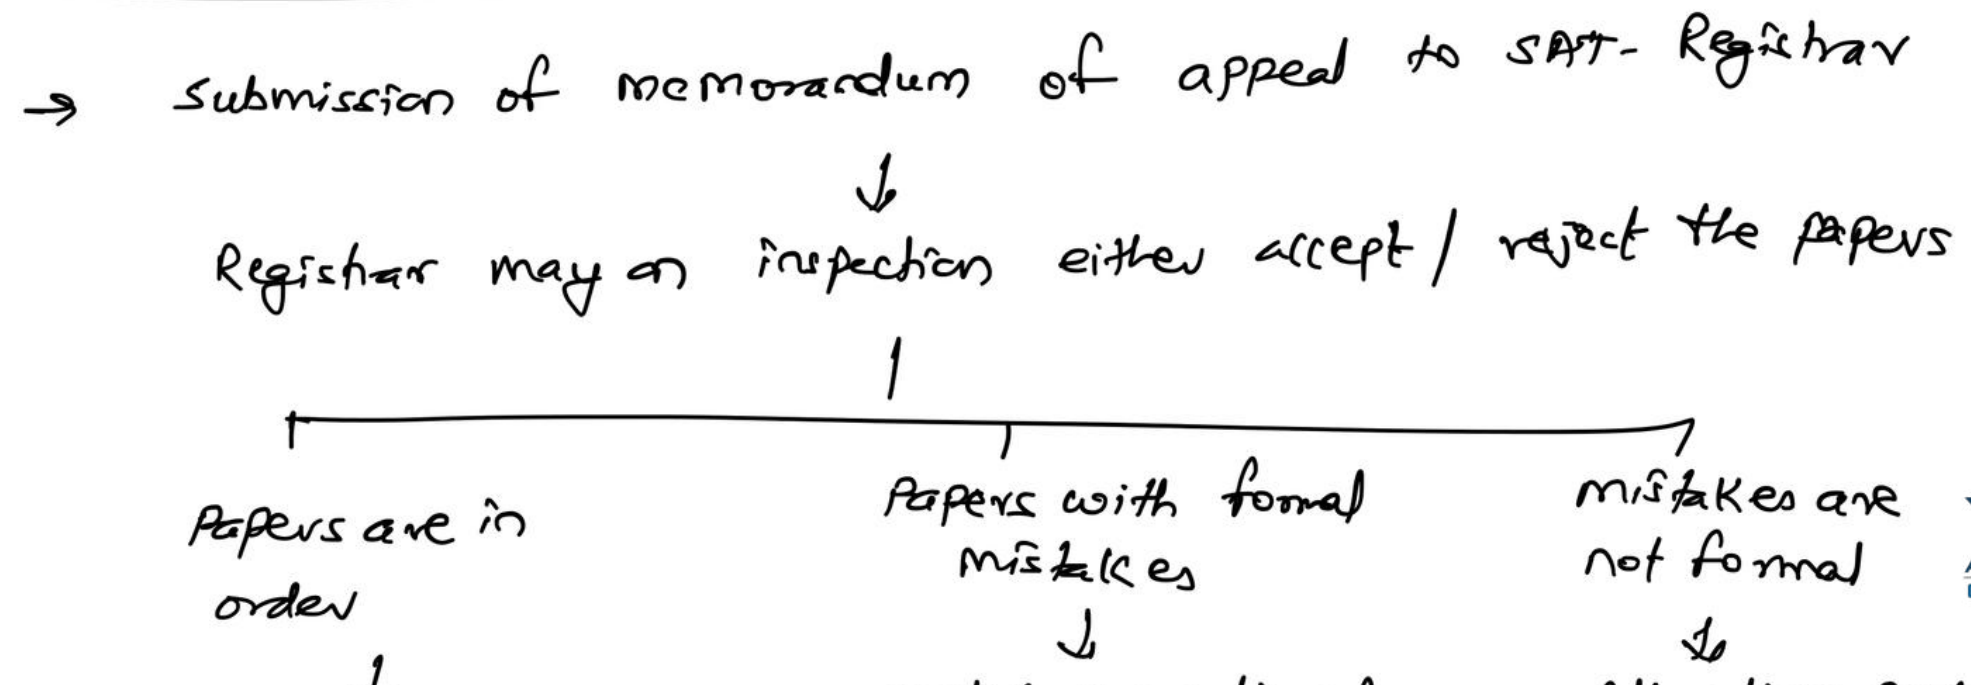 → Submission of memorandum of appeal to SAT- Registrar
Registrar may on inspection either accept / reject the papers
Papers are in
order
Papers with formal
mistakes
mistakes are
not formal